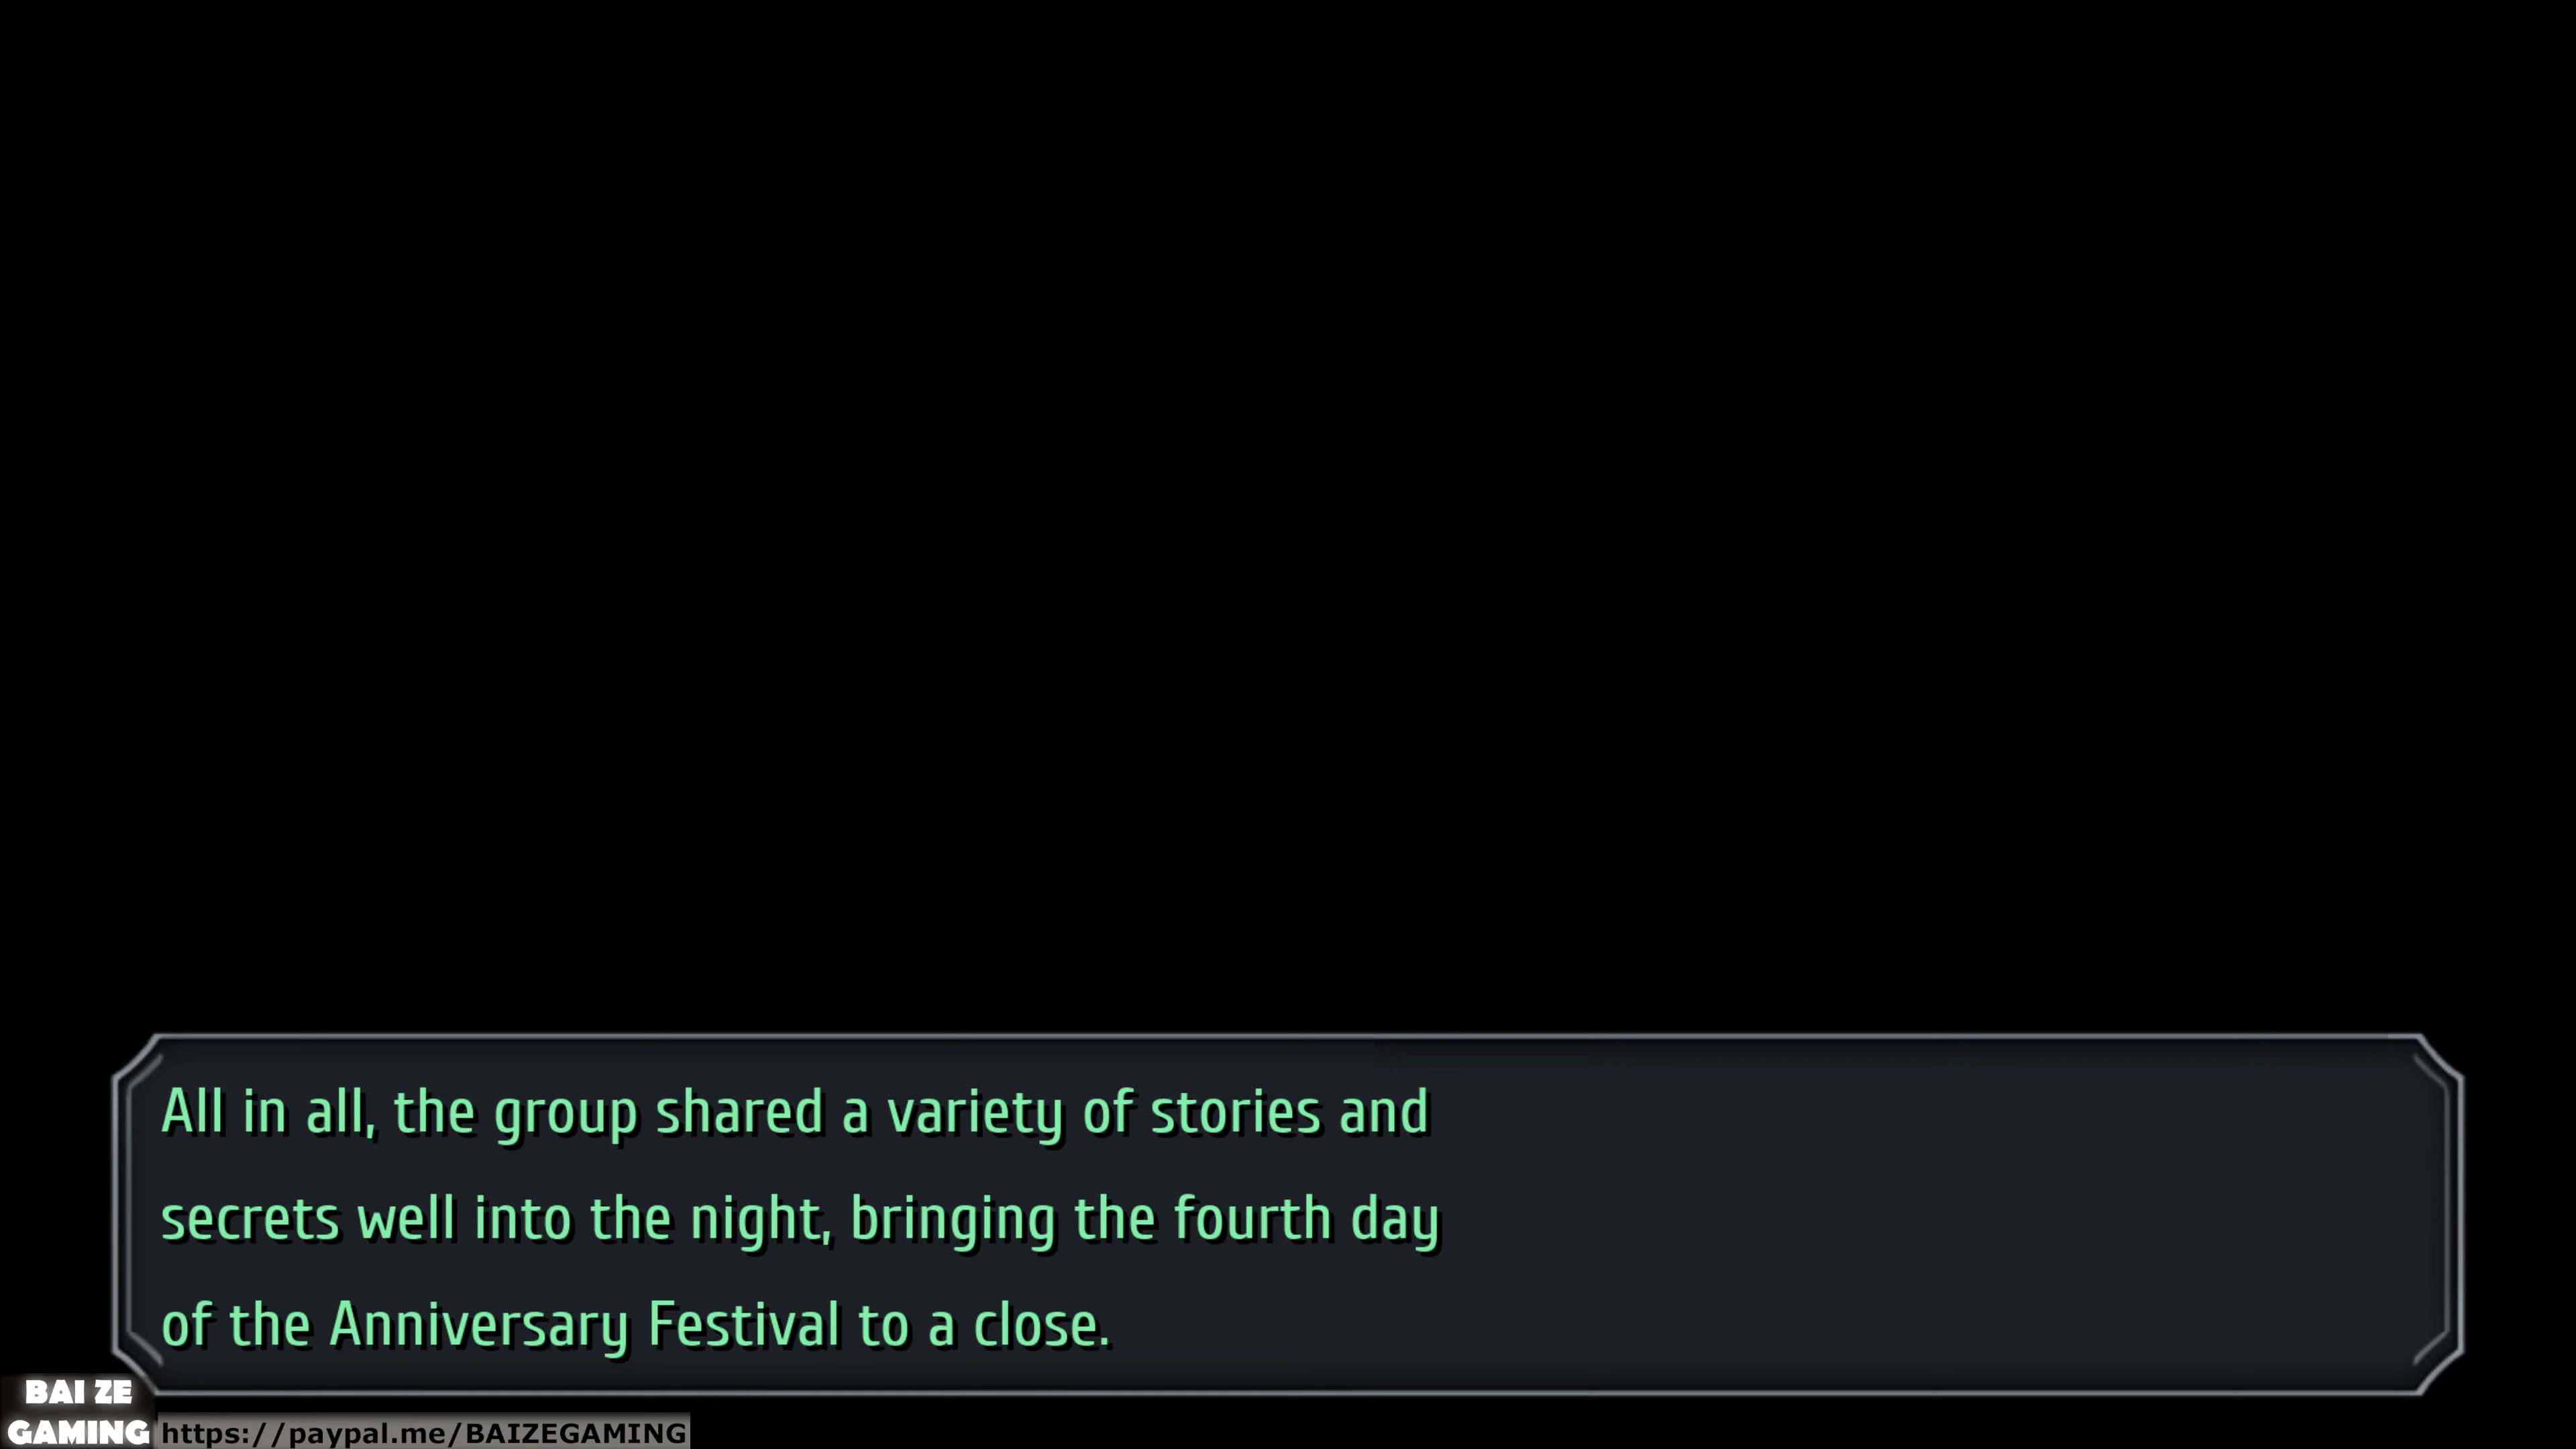 All in all, the group shared a variety of stories and
secrets well into the night, bringing the fourth day
of the Anniversary Festival to a close.
BAI ZE
GAMING
https://paypal.me/BAIZEGAMING